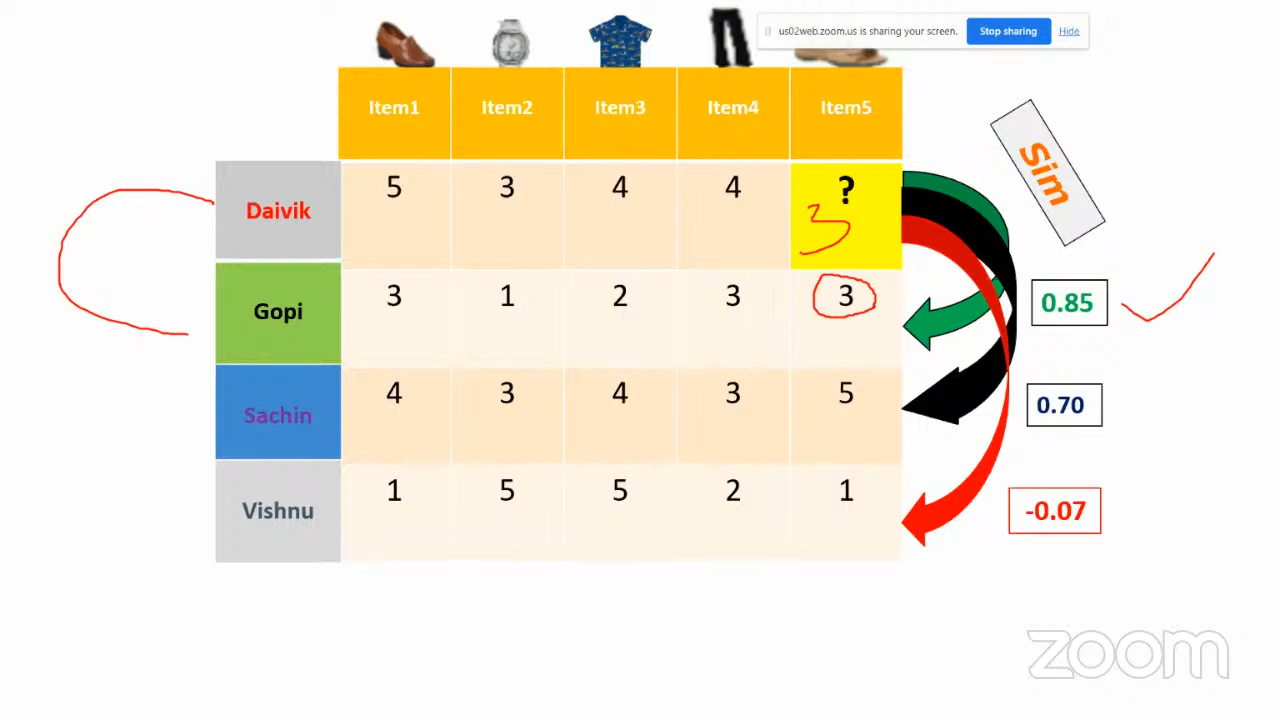 us02web.zoom.us is sharing your screen. Stop sharing Hide
Item1 Item2 Item3 Item4 Item5
Sim
Daivik 5 3 4 4 ?
3
Gopi 3 1 2 3 3 0.85
Sachin 4 3 4 3 5 0.70
Vishnu 1 5 5 2 1 -0.07
zoom